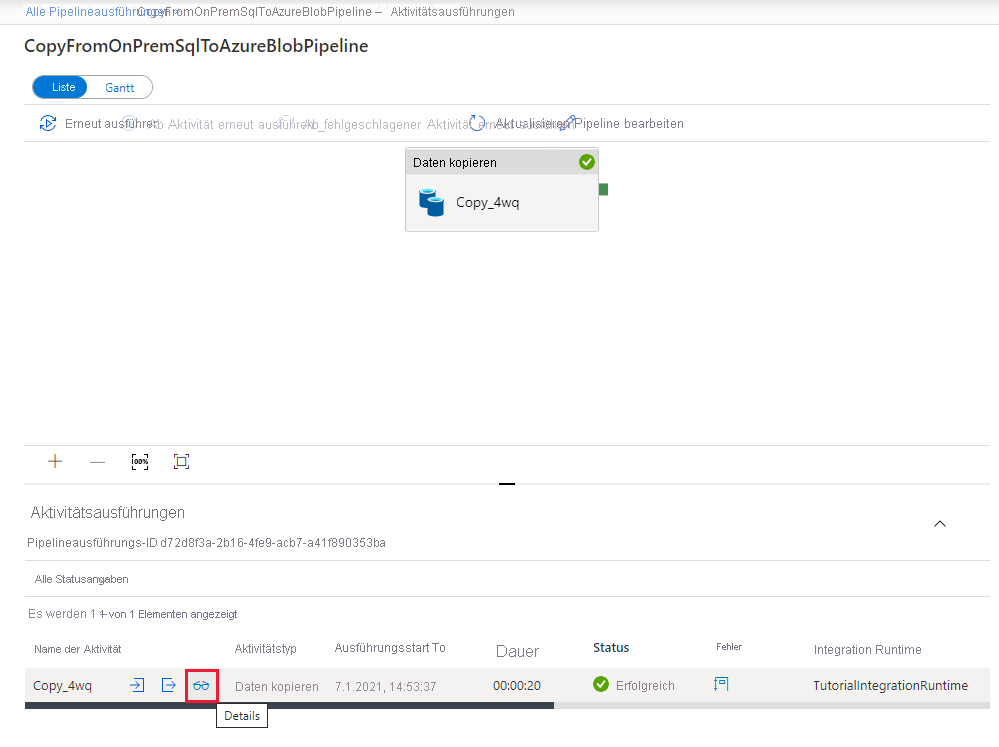 Alle Pipelineausführungen CopyFromOnPremSqlToAzureBlobPipeline – Aktivitätsausführungen
CopyFromOnPremSqlToAzureBlobPipeline
Liste Gantt
Erneut ausführen Ab Aktivität erneut ausführen Ab fehlgeschlagener Aktivität erneut ausführen Aktualisieren Pipeline bearbeiten
Daten kopieren
Copy_4wq
100%
Aktivitätsausführungen
Pipelineausführungs-ID d72d8f3a-2b16-4fe9-acb7-a41f890353ba
Alle Statusangaben
Es werden 1 1- von 1 Elementen angezeigt
Name der Aktivität Aktivitätstyp Ausführungsstart To Dauer Status Fehler Integration Runtime
Copy_4wq Daten kopieren 7.1.2021, 14:53:37 00:00:20 Erfolgreich TutorialIntegrationRuntime
Details